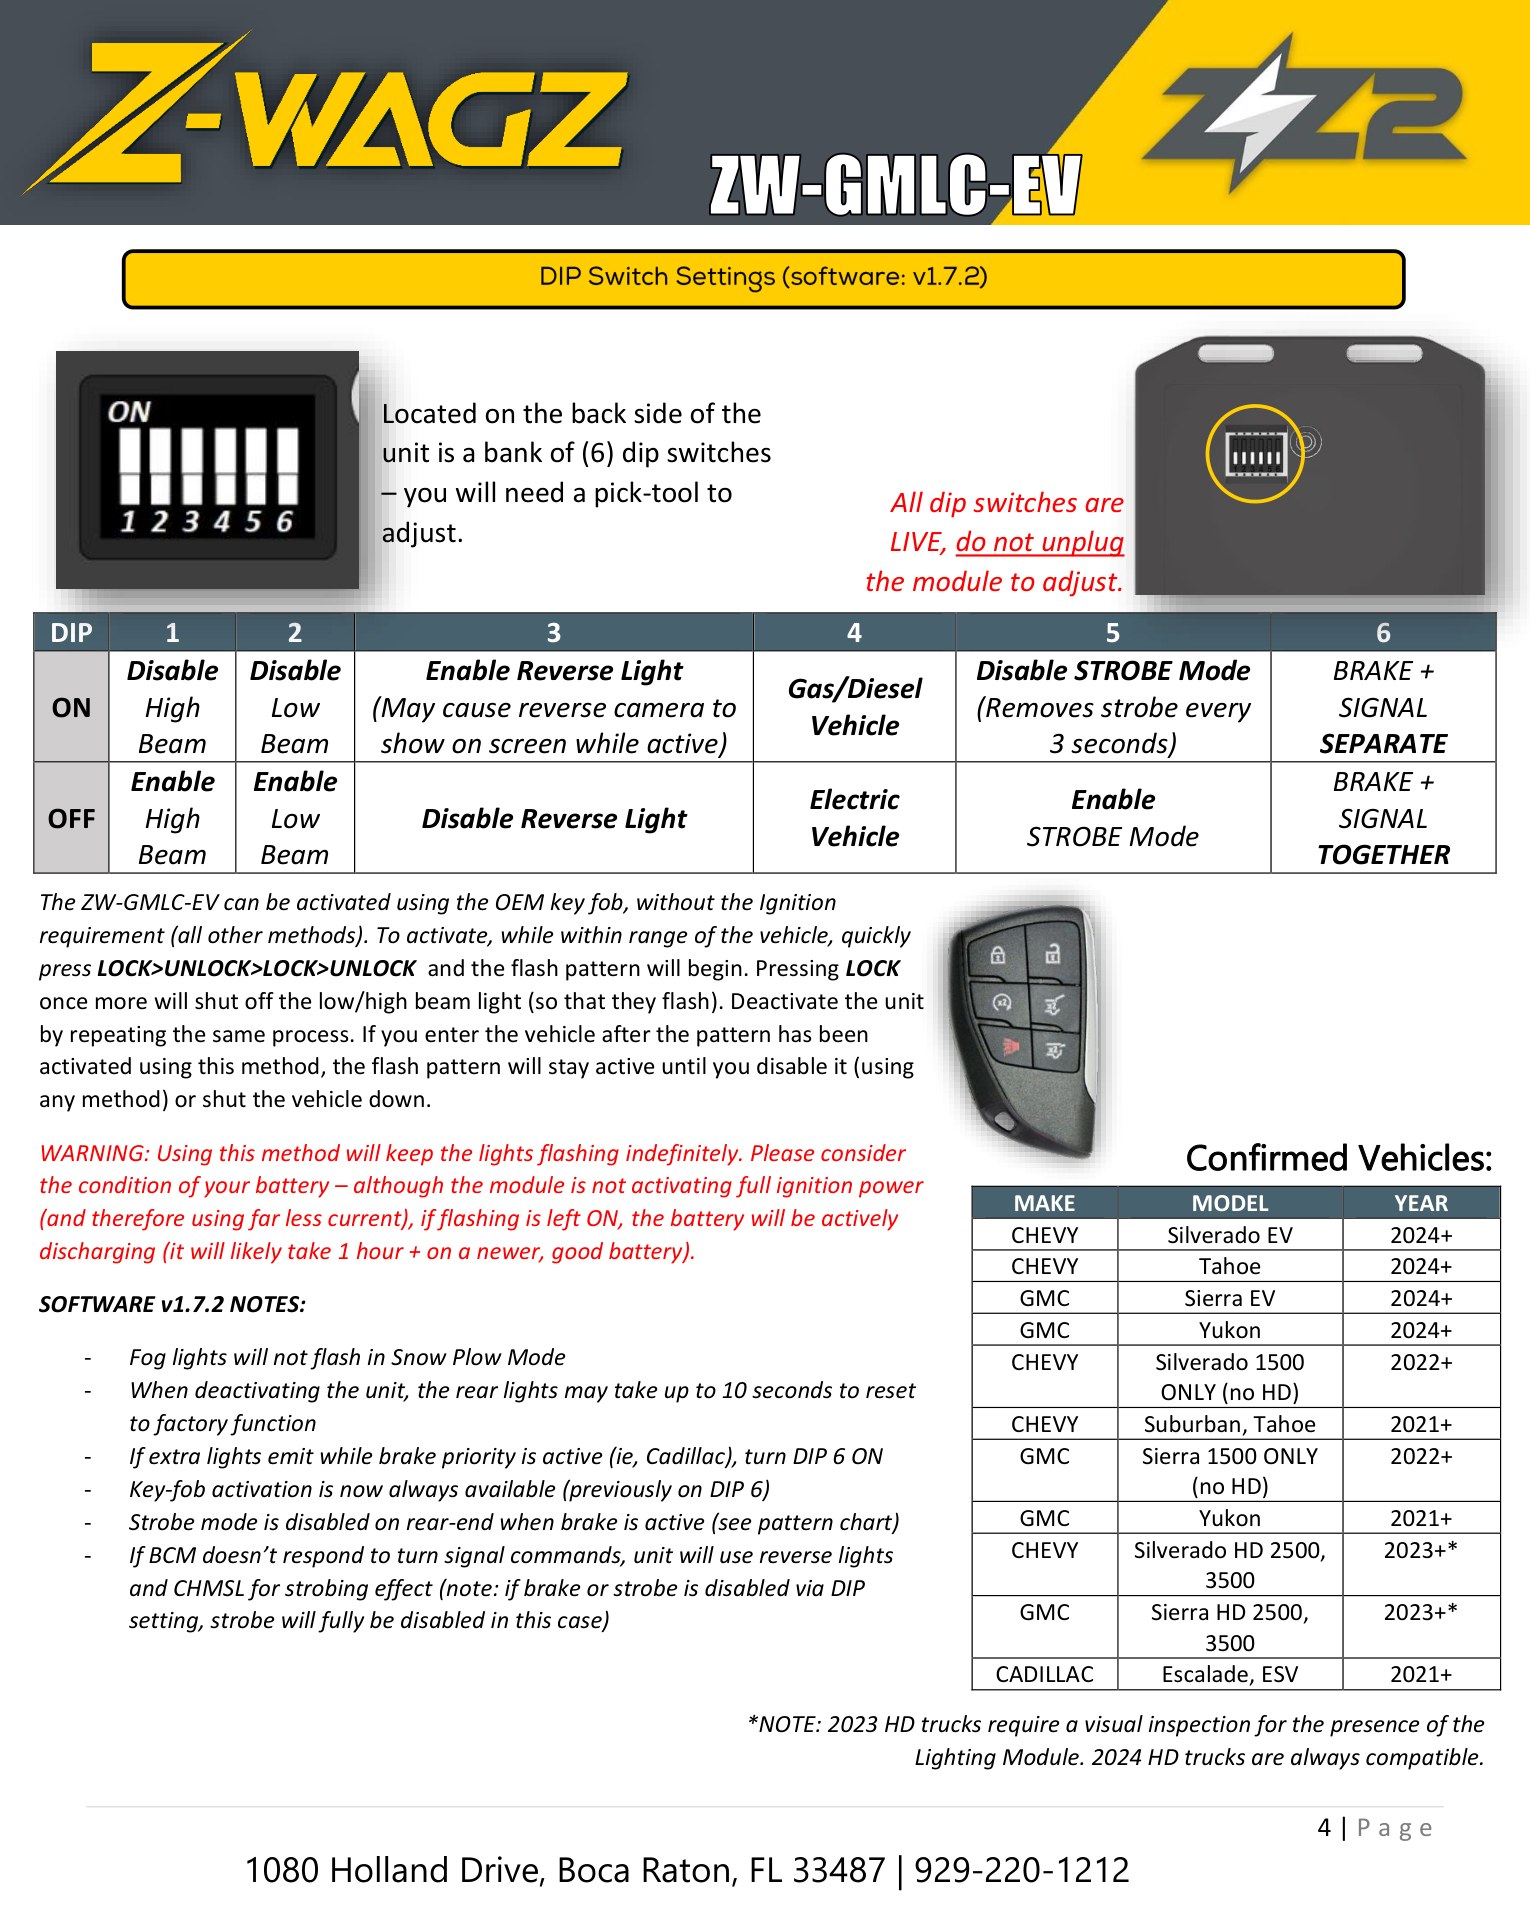 Z-WAGZ
ZZ2
ZW-GMLC-EV
DIP Switch Settings (software: v1.7.2)
ON
1 2 3 4 5 6
Located on the back side of the
unit is a bank of (6) dip switches
– you will need a pick-tool to
adjust.
All dip switches are
LIVE, do not unplug
the module to adjust.
DIP 1 2 3 4 5 6
ON
Disable
High
Beam
Disable
Low
Beam
Enable Reverse Light
(May cause reverse camera to
show on screen while active)
Gas/Diesel
Vehicle
Disable STROBE Mode
(Removes strobe every
3 seconds)
BRAKE +
SIGNAL
SEPARATE
OFF
Enable
High
Beam
Enable
Low
Beam
Disable Reverse Light
Electric
Vehicle
Enable
STROBE Mode
BRAKE +
SIGNAL
TOGETHER
The ZW-GMLC-EV can be activated using the OEM key fob, without the Ignition
requirement (all other methods). To activate, while within range of the vehicle, quickly
press LOCK>UNLOCK>LOCK>UNLOCK and the flash pattern will begin. Pressing LOCK
once more will shut off the low/high beam light (so that they flash). Deactivate the unit
by repeating the same process. If you enter the vehicle after the pattern has been
activated using this method, the flash pattern will stay active until you disable it (using
any method) or shut the vehicle down.
WARNING: Using this method will keep the lights flashing indefinitely. Please consider
the condition of your battery – although the module is not activating full ignition power
(and therefore using far less current), if flashing is left ON, the battery will be actively
discharging (it will likely take 1 hour + on a newer, good battery).
SOFTWARE v1.7.2 NOTES:
- Fog lights will not flash in Snow Plow Mode
- When deactivating the unit, the rear lights may take up to 10 seconds to reset
to factory function
- If extra lights emit while brake priority is active (ie, Cadillac), turn DIP 6 ON
- Key-fob activation is now always available (previously on DIP 6)
- Strobe mode is disabled on rear-end when brake is active (see pattern chart)
- If BCM doesn't respond to turn signal commands, unit will use reverse lights
and CHMSL for strobing effect (note: if brake or strobe is disabled via DIP
setting, strobe will fully be disabled in this case)
x2
x2
x3
Confirmed Vehicles:
MAKE MODEL YEAR
CHEVY Silverado EV 2024+
CHEVY Tahoe 2024+
GMC Sierra EV 2024+
GMC Yukon 2024+
CHEVY Silverado 1500 2022+
ONLY (no HD)
CHEVY Suburban, Tahoe 2021+
GMC Sierra 1500 ONLY 2022+
(no HD)
GMC Yukon 2021+
CHEVY Silverado HD 2500, 2023+*
3500
GMC Sierra HD 2500, 2023+*
3500
CADILLAC Escalade, ESV 2021+
*NOTE: 2023 HD trucks require a visual inspection for the presence of the
Lighting Module. 2024 HD trucks are always compatible.
4 | Page
1080 Holland Drive, Boca Raton, FL 33487 | 929-220-1212